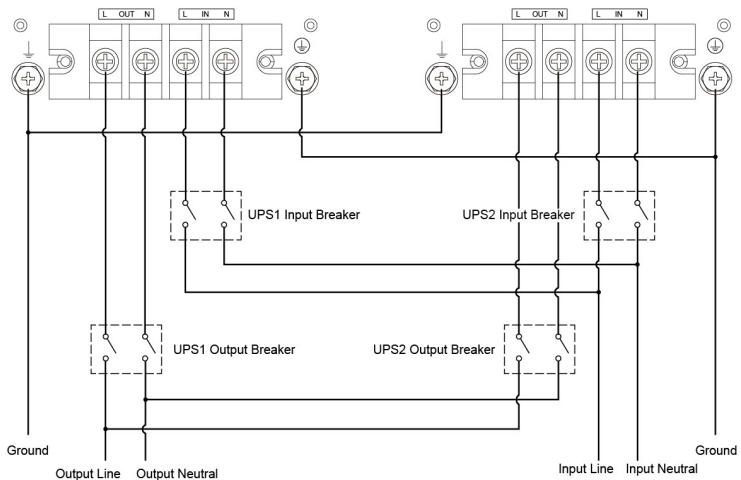 L OUT N
L IN N
L OUT N
L IN N
UPS1 Input Breaker
UPS2 Input Breaker
UPS1 Output Breaker
UPS2 Output Breaker
Ground
Ground
Output Line
Output Neutral
Input Line
Input Neutral